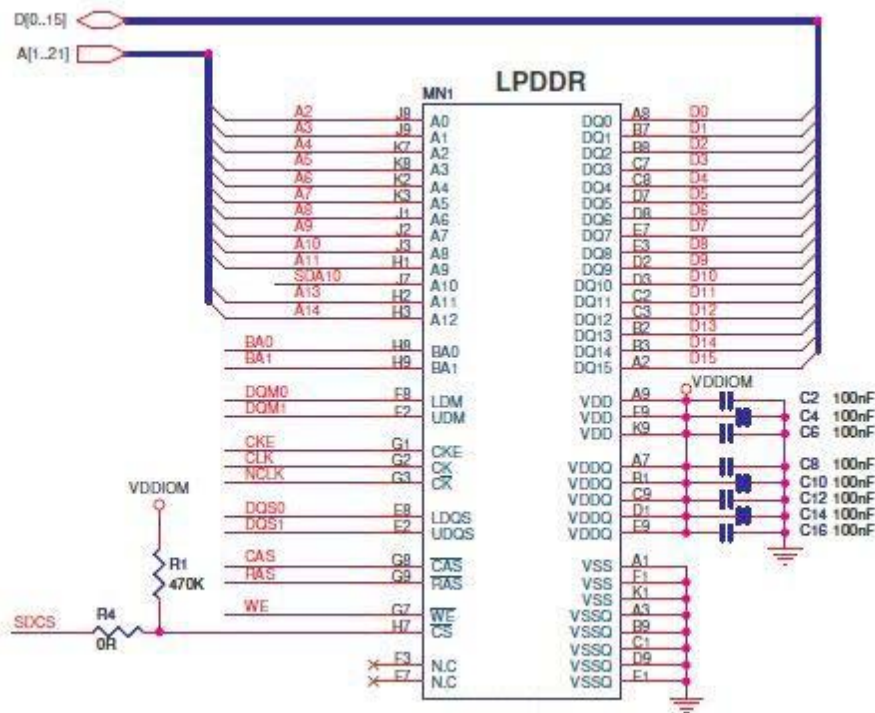 D[0..15]
A[1..21]
LPDDR
MN1
A2 J8 A0 DQ0 A8 D0
A3 J9 A1 DQ1 B7 D1
A4 K7 A2 DQ2 B8 D2
A5 K8 A3 DQ3 C7 D3
A6 K2 A4 DQ4 C8 D4
A7 K3 A5 DQ5 D7 D5
A8 J1 A6 DQ6 D8 D6
A9 J2 A7 DQ7 E7 D7
A10 J3 A8 DQ8 E3 D8
A11 H1 A9 DQ9 D2 D9
SDA10 J7 A10 DQ10 D3 D10
A13 H2 A11 DQ11 C2 D11
A14 H3 A12 DQ12 C3 D12
DQ13 B2 D13
BA0 H8 BA0 DQ14 B3 D14
BA1 H9 BA1 DQ15 A2 D15
VDDIOM
DQM0 F8 LDM VDD A9 C2 100nF
DQM1 F2 UDM VDD F9 C4 100nF
VDD K9 C6 100nF
CKE G1 CKE
CLK G2 CK VDDQ A7 C8 100nF
NCLK G3 CK VDDQ B1 C10 100nF
VDDIOM
VDDQ C9 C12 100nF
DQS0 E8 LDQS VDDQ D1 C14 100nF
DQS1 E2 UDQS VDDQ E9 C16 100nF
CAS G8 CAS VSS A1
RAS G9 RAS VSS F1
R1
470K
VSS K1
WE G7 WE VSSQ A3
SDCS R4 H7 CS VSSQ B9
0R
VSSQ C1
F3 N.C VSSQ D9
F7 N.C VSSQ E1